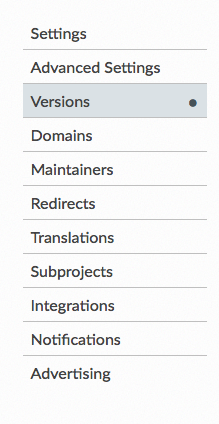 Settings
Advanced Settings
Versions
Domains
Maintainers
Redirects
Translations
Subprojects
Integrations
Notifications
Advertising